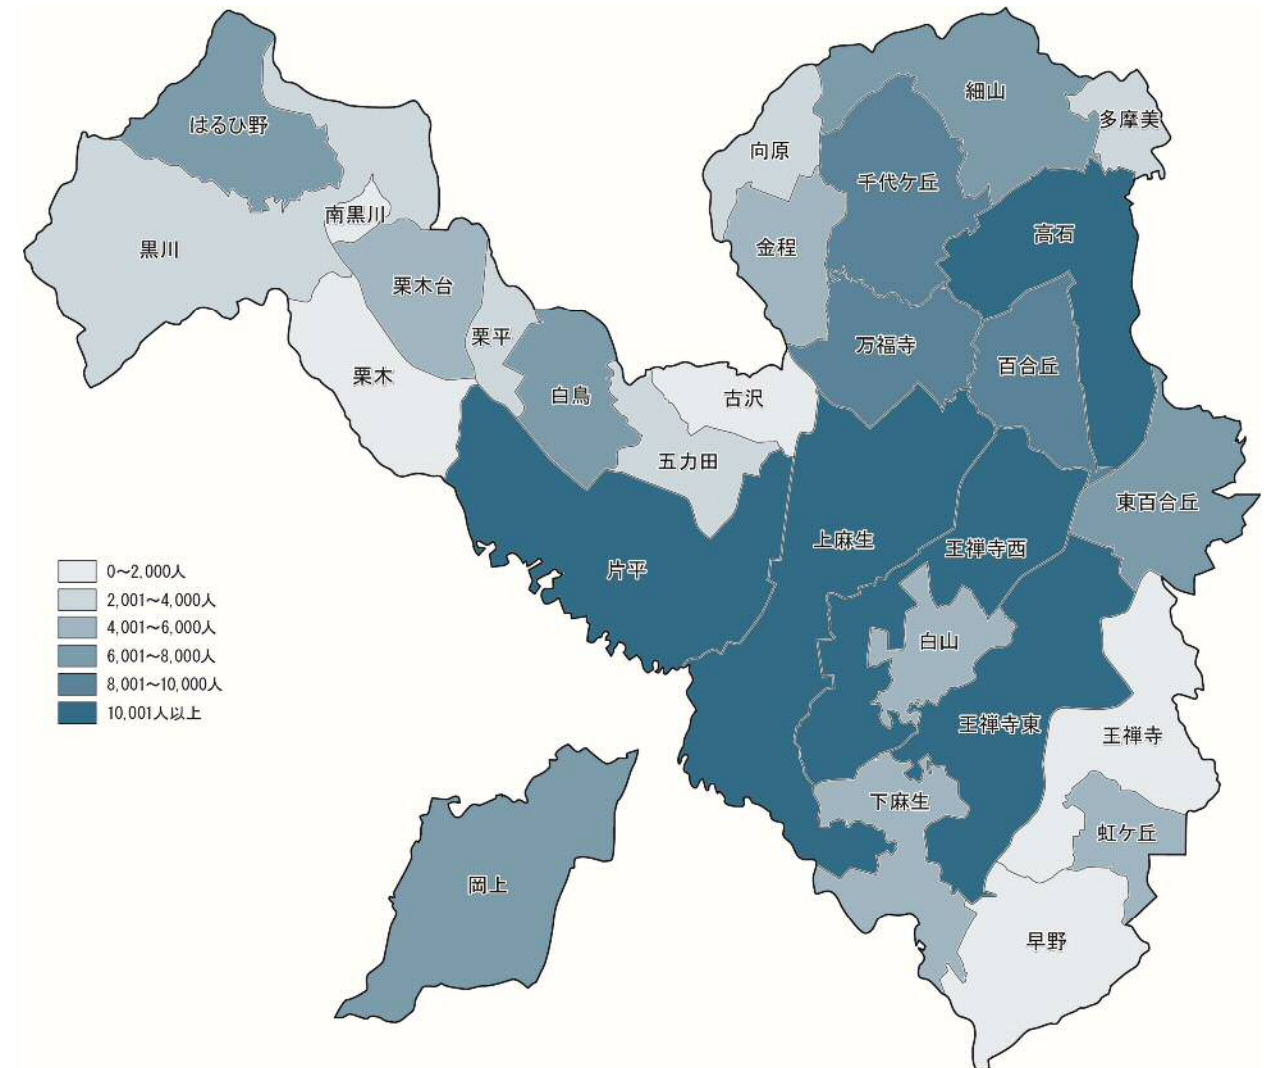 細山
多摩美
はるひ野
向原
千代ケ丘
南黒川
高石
黒川
金程
栗木台
栗平
万福寺
百合丘
栗木
白鳥
古沢
五力田
東百合丘
上麻生
王禅寺西
片平
0～2,000人
2,001～4,000人
4,001～6,000人
6,001～8,000人
8,001～10,000人
10,001人以上
白山
王禅寺東
王禅寺
下麻生
虹ケ丘
岡上
早野